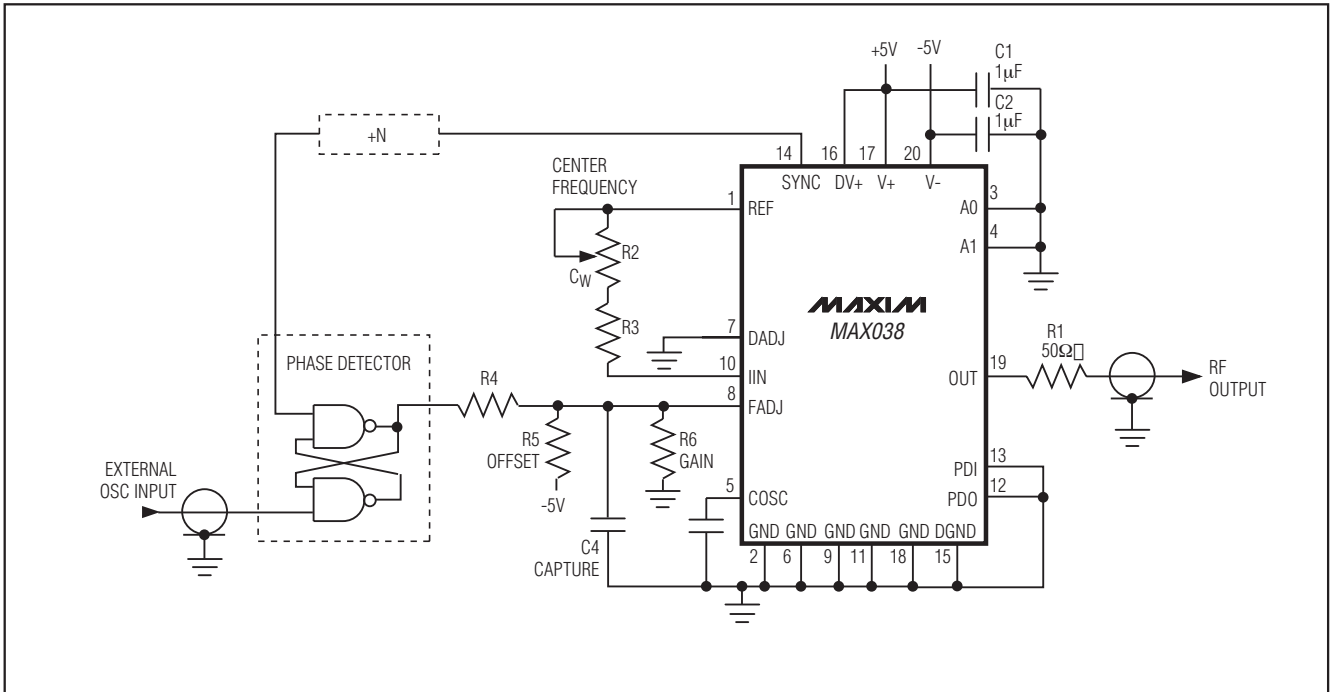 +5V -5V
C1
1μF
C2
1μF
+N
14 16 17 20
SYNC DV+ V+ V-
CENTER
FREQUENCY
1 REF
A0 3
A1 4
R2
CW
R3
MAXIM
MAX038
7 DADJ
10 IIN
8 FADJ
R1
50Ω▯
OUT 19
RF
OUTPUT
PHASE DETECTOR
R4
R5
OFFSET
-5V
R6
GAIN
EXTERNAL
OSC INPUT
PDI 13
PDO 12
5 COSC
C4
CAPTURE
GND GND GND GND GND DGND
2 6 9 11 18 15